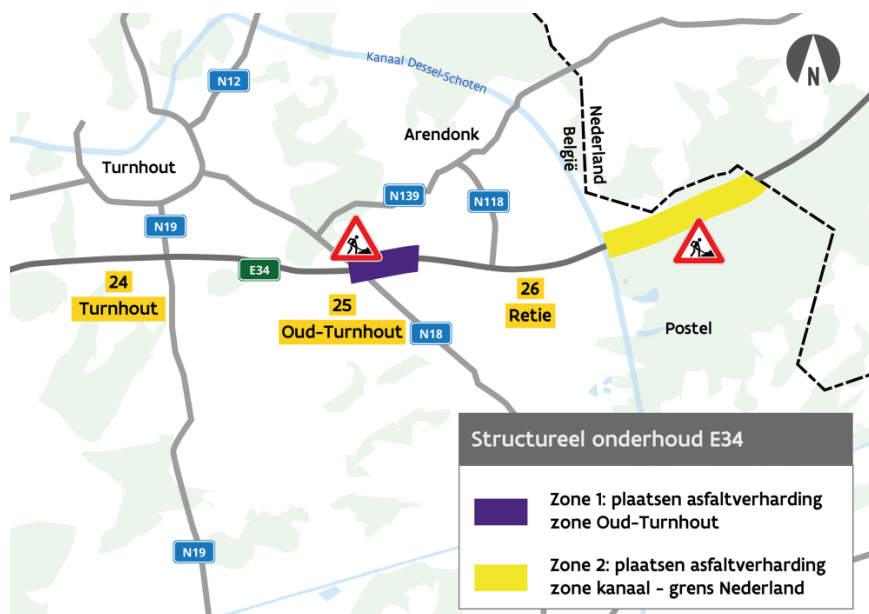 N12
Kanaal Dessel-Schoten
N
Nederland
België
Arendonk
Turnhout
N139
N118
N19
E34
24
Turnhout
25
Oud-Turnhout
26
Retie
N18
Postel
N19
Structureel onderhoud E34
Zone 1: plaatsen asfaltverharding
zone Oud-Turnhout
Zone 2: plaatsen asfaltverharding
zone kanaal - grens Nederland